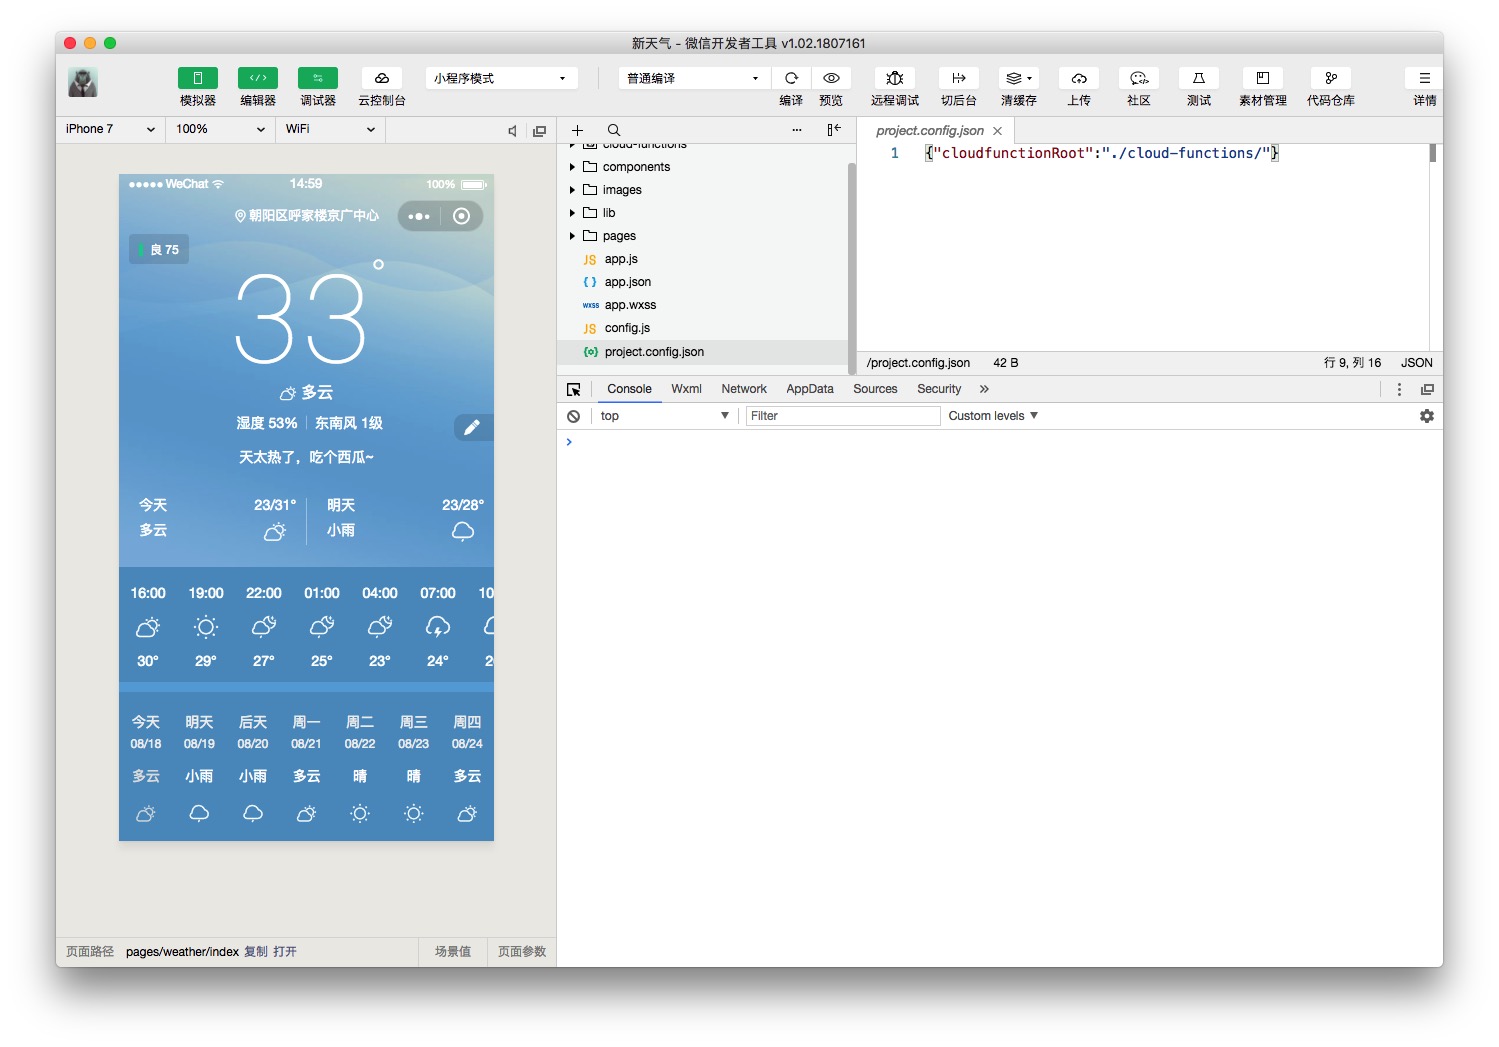 新天气 - 微信开发者工具 v1.02.1807161
模拟器 编辑器 调试器 云控制台 小程序模式 普通编译 编译 预览 远程调试 切后台 清缓存 上传 社区 测试 素材管理 代码仓库 详情
iPhone 7 100% WiFi
WeChat 14:59 100%
朝阳区呼家楼京广中心
良 75
33°
多云
湿度 53% 东南风 1级
天太热了，吃个西瓜~
今天 23/31° 明天 23/28°
多云 小雨
16:00 19:00 22:00 01:00 04:00 07:00 10
30° 29° 27° 25° 23° 24° 2
今天 明天 后天 周一 周二 周三 周四
08/18 08/19 08/20 08/21 08/22 08/23 08/24
多云 小雨 小雨 多云 晴 晴 多云
页面路径 pages/weather/index 复制 打开 场景值 页面参数
cloud-functions
components
images
lib
pages
JS app.js
{ } app.json
wxss app.wxss
JS config.js
project.config.json
project.config.json
1 {"cloudfunctionRoot":"./cloud-functions/"}
/project.config.json 42 B 行 9, 列 16 JSON
Console Wxml Network AppData Sources Security
top Filter Custom levels